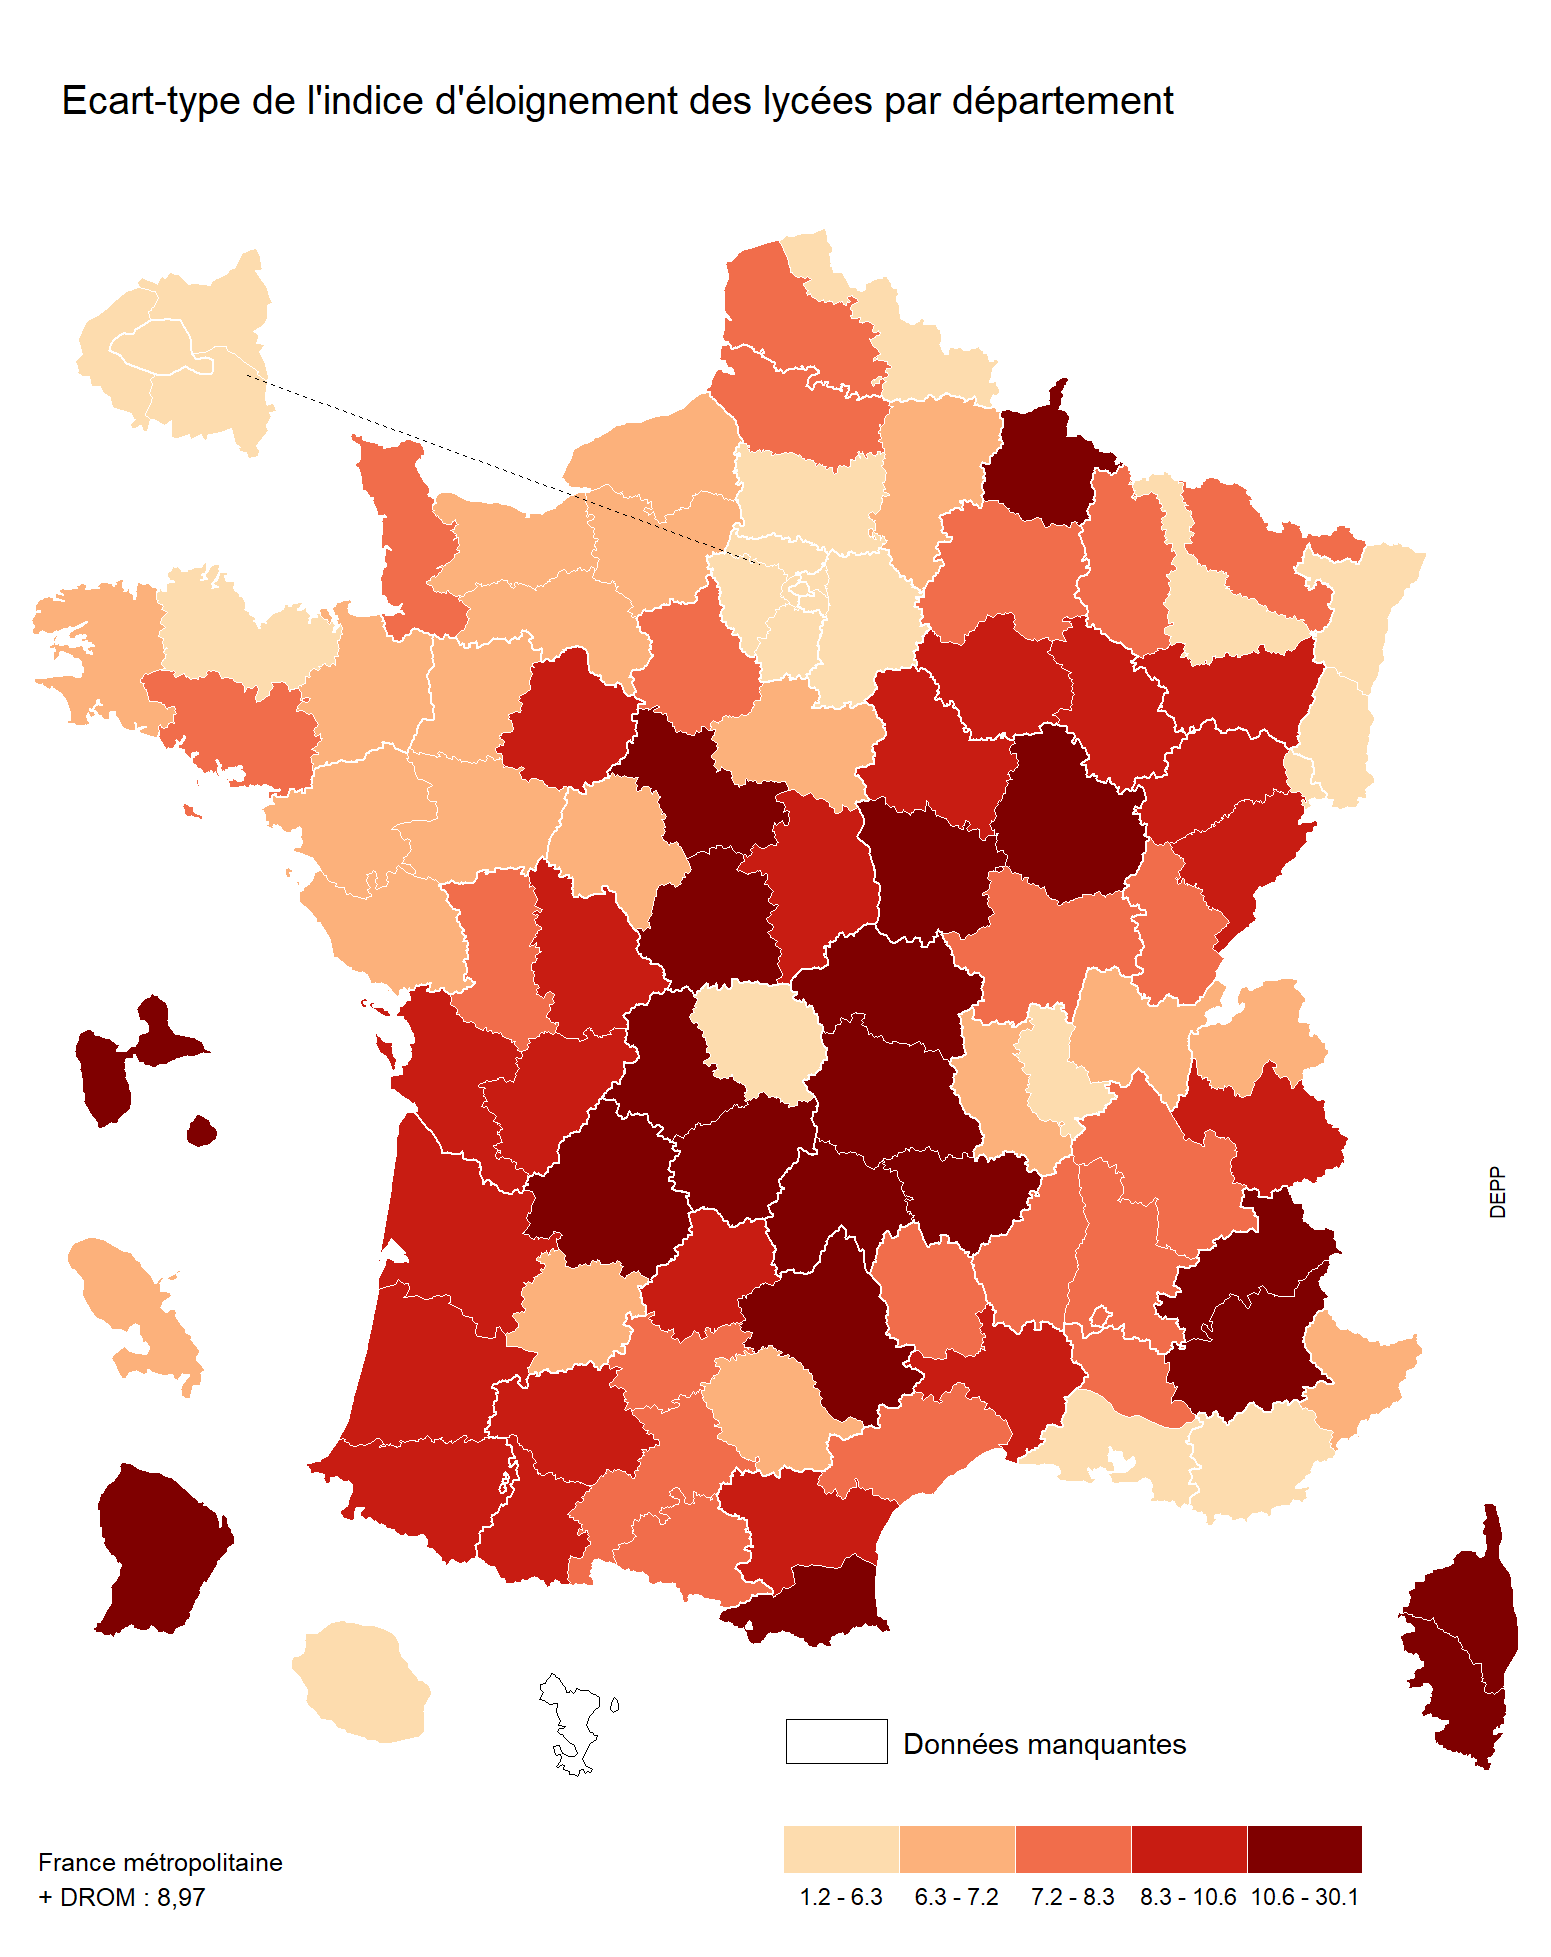 Ecart-type de l'indice d'éloignement des lycées par département
DEPP
Données manquantes
France métropolitaine
+ DROM : 8,97
1.2 - 6.3
6.3 - 7.2
7.2 - 8.3
8.3 - 10.6
10.6 - 30.1